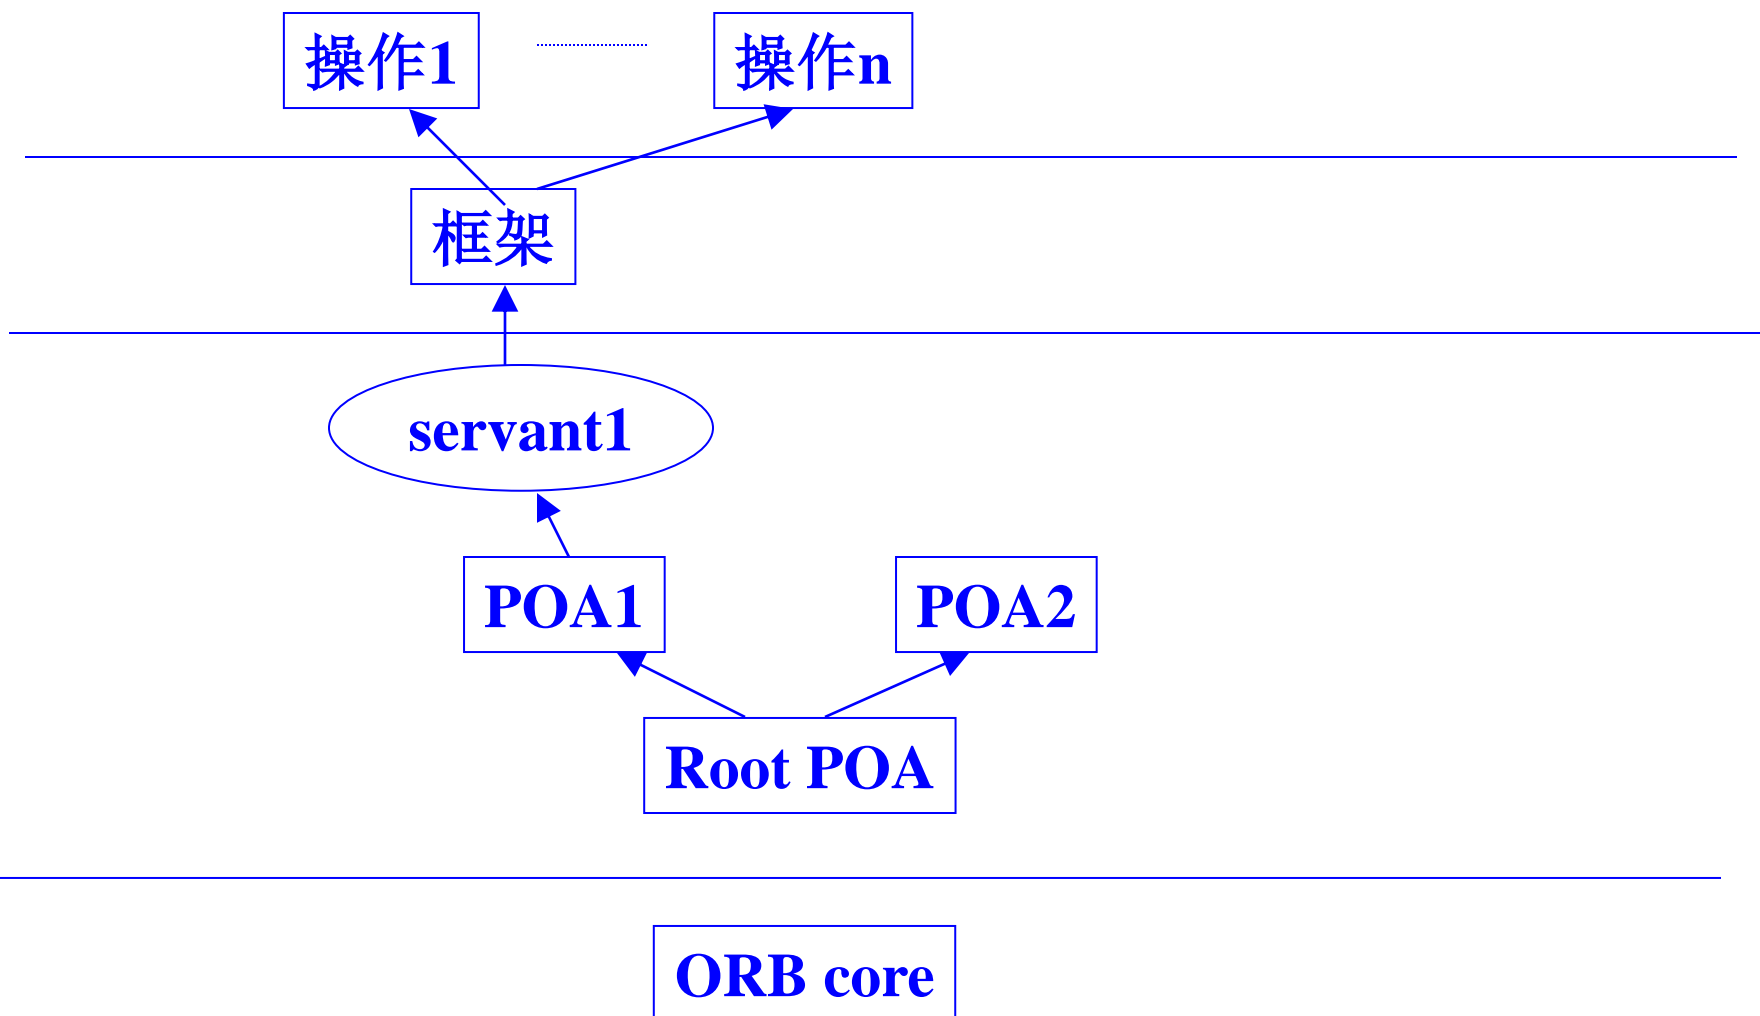 操作1
操作n
框架
servant1
POA1
POA2
Root POA
ORB core